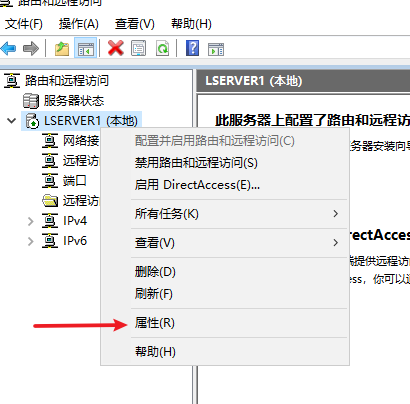 路由和远程访问
文件(F) 操作(A) 查看(V) 帮助(H)
路由和远程访问
服务器状态
LSERVER1 (本地)
网络接
远程访
端口
远程访
IPv4
IPv6
配置并启用路由和远程访问(C)
禁用路由和远程访问(S)
启用 DirectAccess(E)...
所有任务(K)
查看(V)
删除(D)
刷新(F)
属性(R)
帮助(H)
LSERVER1 (本地)
此服务器上配置了路由和远程访
务器安装向导
rectAcces
端提供远程访
ess，你可以